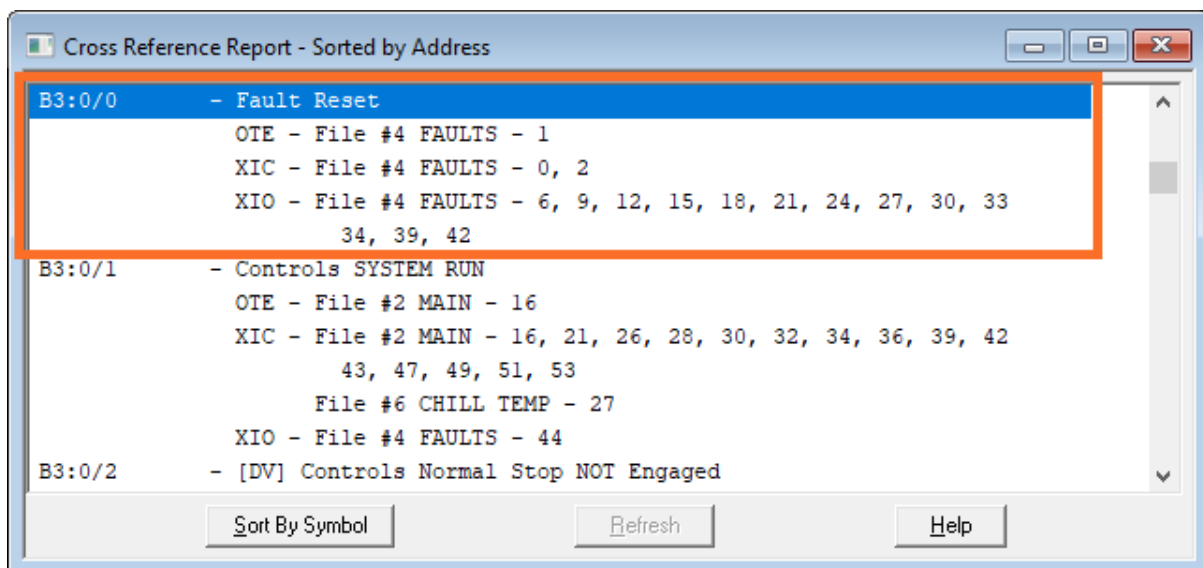 Cross Reference Report - Sorted by Address
B3:0/0 - Fault Reset
OTE - File #4 FAULTS - 1
XIC - File #4 FAULTS - 0, 2
XIO - File #4 FAULTS - 6, 9, 12, 15, 18, 21, 24, 27, 30, 33
34, 39, 42
B3:0/1 - Controls SYSTEM RUN
OTE - File #2 MAIN - 16
XIC - File #2 MAIN - 16, 21, 26, 28, 30, 32, 34, 36, 39, 42
43, 47, 49, 51, 53
File #6 CHILL TEMP - 27
XIO - File #4 FAULTS - 44
B3:0/2 - [DV] Controls Normal Stop NOT Engaged
Sort By Symbol Refresh Help